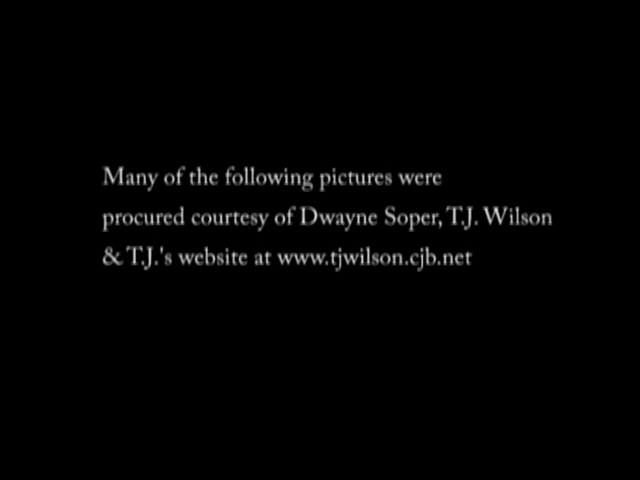 Many of the following pictures were
procured courtesy of Dwayne Soper, T.J. Wilson
& T.J.'s website at www.tjwilson.cjb.net